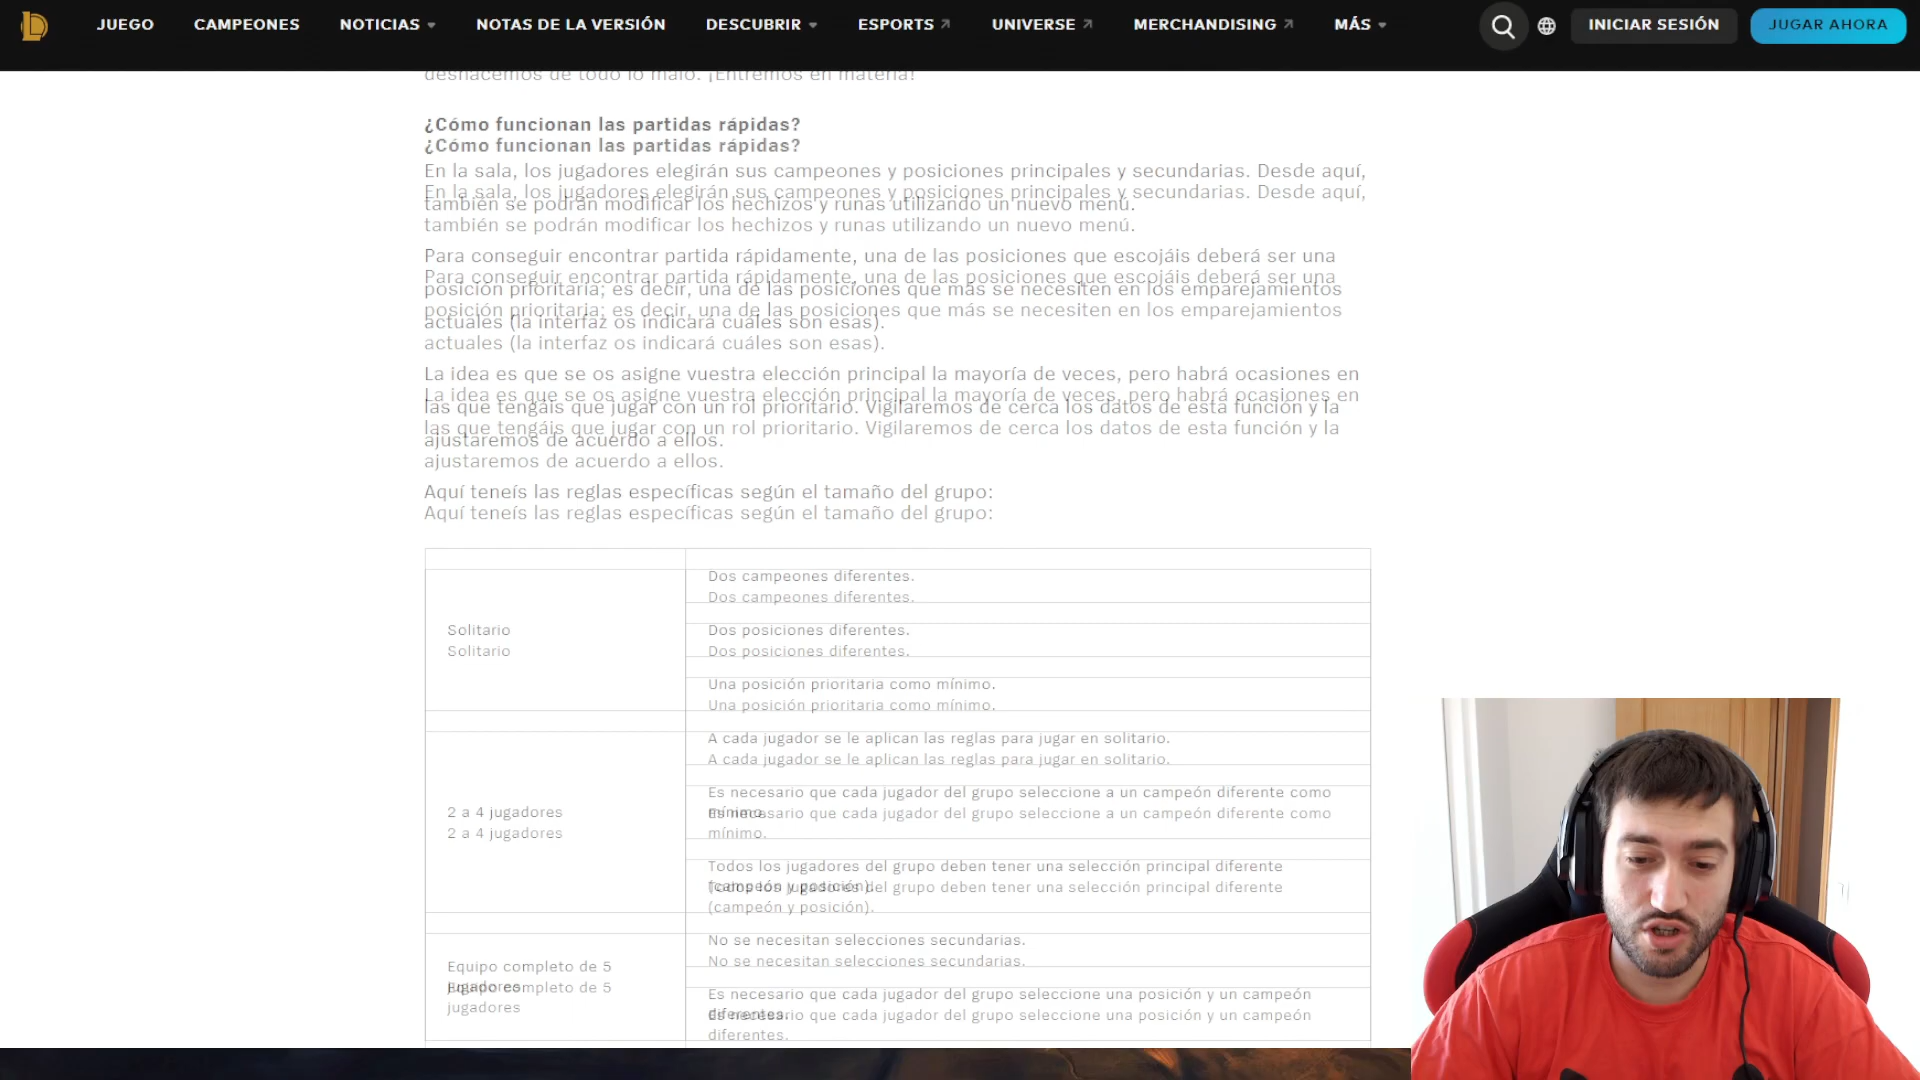 JUEGO CAMPEONES NOTICIAS NOTAS DE LA VERSIÓN DESCUBRIR ESPORTS UNIVERSE MERCHANDISING MÁS INICIAR SESIÓN JUGAR AHORA
deshacemos de todo lo malo. ¡Entremos en materia!
¿Cómo funcionan las partidas rápidas?
¿Cómo funcionan las partidas rápidas?
En la sala, los jugadores elegirán sus campeones y posiciones principales y secundarias. Desde aquí,
En la sala, los jugadores elegirán sus campeones y posiciones principales y secundarias. Desde aquí,
también se podrán modificar los hechizos y runas utilizando un nuevo menú.
también se podrán modificar los hechizos y runas utilizando un nuevo menú.
Para conseguir encontrar partida rápidamente, una de las posiciones que escojáis deberá ser una
Para conseguir encontrar partida rápidamente, una de las posiciones que escojáis deberá ser una
posición prioritaria; es decir, una de las posiciones que más se necesiten en los emparejamientos
posición prioritaria; es decir, una de las posiciones que más se necesiten en los emparejamientos
actuales (la interfaz os indicará cuáles son esas).
actuales (la interfaz os indicará cuáles son esas).
La idea es que se os asigne vuestra elección principal la mayoría de veces, pero habrá ocasiones en
La idea es que se os asigne vuestra elección principal la mayoría de veces, pero habrá ocasiones en
las que tengáis que jugar con un rol prioritario. Vigilaremos de cerca los datos de esta función y la
las que tengáis que jugar con un rol prioritario. Vigilaremos de cerca los datos de esta función y la
ajustaremos de acuerdo a ellos.
ajustaremos de acuerdo a ellos.
Aquí teneís las reglas específicas según el tamaño del grupo:
Aquí teneís las reglas específicas según el tamaño del grupo:
Solitario
Solitario
Dos campeones diferentes.
Dos campeones diferentes.
Dos posiciones diferentes.
Dos posiciones diferentes.
Una posición prioritaria como mínimo.
Una posición prioritaria como mínimo.
2 a 4 jugadores
2 a 4 jugadores
A cada jugador se le aplican las reglas para jugar en solitario.
A cada jugador se le aplican las reglas para jugar en solitario.
Es necesario que cada jugador del grupo seleccione a un campeón diferente como
mínimo.
Es necesario que cada jugador del grupo seleccione a un campeón diferente como
mínimo.
Todos los jugadores del grupo deben tener una selección principal diferente
(campeón y posición).
Todos los jugadores del grupo deben tener una selección principal diferente
(campeón y posición).
Equipo completo de 5
jugadores
Equipo completo de 5
jugadores
No se necesitan selecciones secundarias.
No se necesitan selecciones secundarias.
Es necesario que cada jugador del grupo seleccione una posición y un campeón
diferentes.
Es necesario que cada jugador del grupo seleccione una posición y un campeón
diferentes.